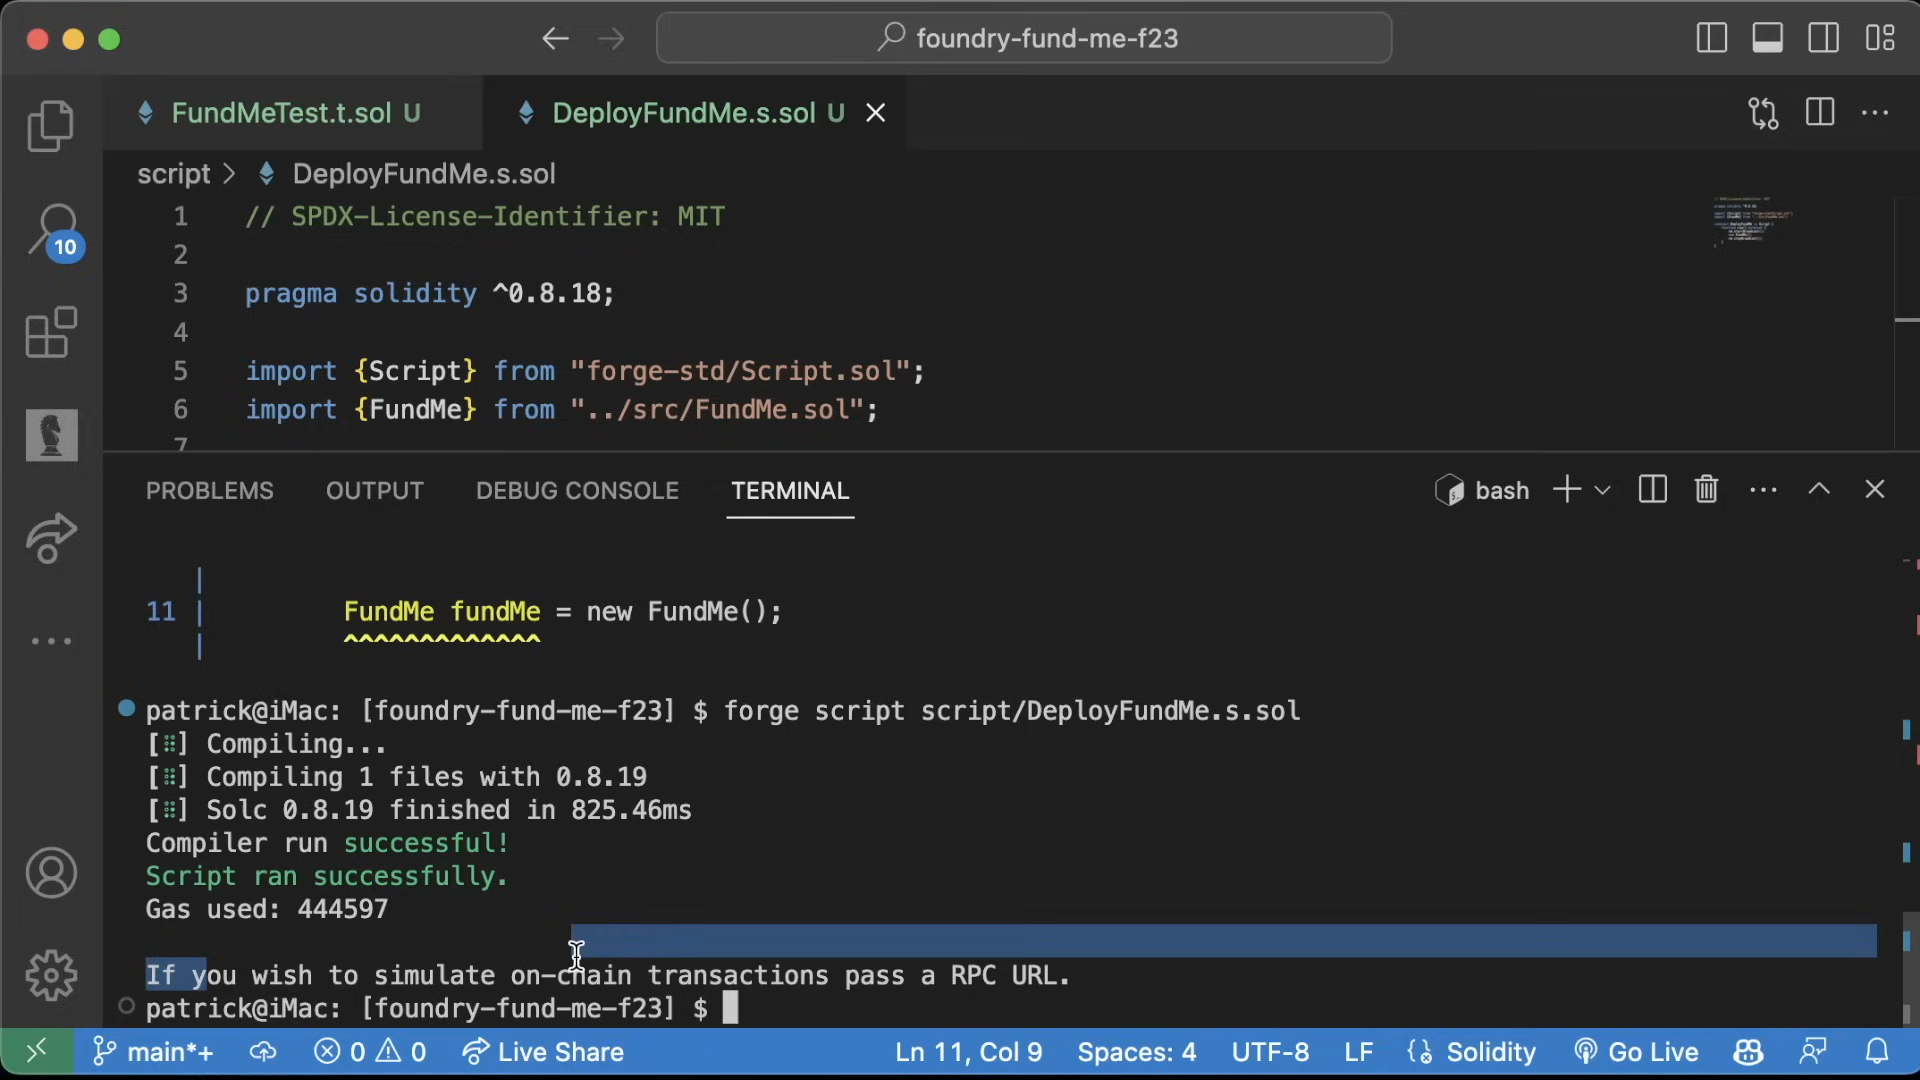 foundry-fund-me-f23
FundMeTest.t.sol U
DeployFundMe.s.sol U
script > DeployFundMe.s.sol
10
1 // SPDX-License-Identifier: MIT
2
3 pragma solidity ^0.8.18;
4
5 import {Script} from "forge-std/Script.sol";
6 import {FundMe} from "../src/FundMe.sol";
7
PROBLEMS OUTPUT DEBUG CONSOLE TERMINAL bash
|
11 | FundMe fundMe = new FundMe();
| ^^^^^^^^^^^^^
patrick@iMac: [foundry-fund-me-f23] $ forge script script/DeployFundMe.s.sol
[⠿] Compiling...
[⠿] Compiling 1 files with 0.8.19
[⠿] Solc 0.8.19 finished in 825.46ms
Compiler run successful!
Script ran successfully.
Gas used: 444597
If you wish to simulate on-chain transactions pass a RPC URL.
patrick@iMac: [foundry-fund-me-f23] $
main*+ 0 0 Live Share Ln 11, Col 9 Spaces: 4 UTF-8 LF Solidity Go Live